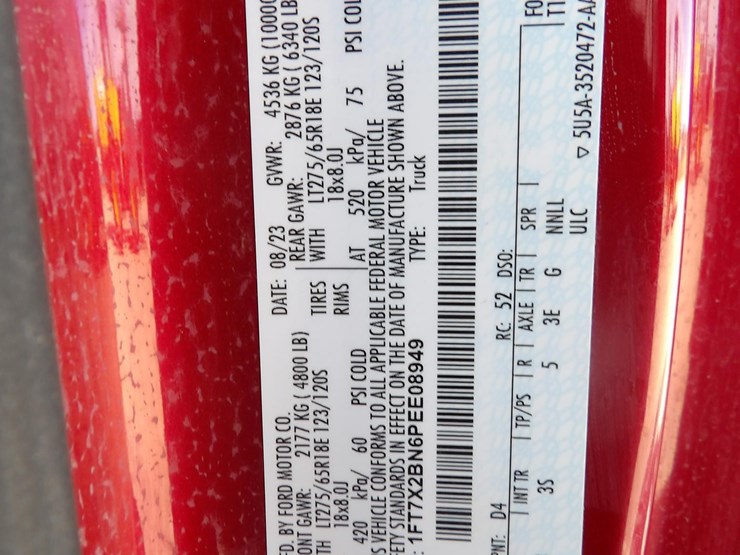 FD. BY FORD MOTOR CO.
DATE: 08/23 GVWR: 4536 KG (10000
ONT GAWR: 2177 KG ( 4800 LB) REAR GAWR: 2876 KG ( 6340 LB
TH LT275/65R18E 123/120S TIRES WITH LT275/65R18E 123/120S
18x8.0J RIMS 18x8.0J
420 kPa/ 60 PSI COLD AT 520 kPa/ 75 PSI COL
S VEHICLE CONFORMS TO ALL APPLICABLE FEDERAL MOTOR VEHICLE
FETY STANDARDS IN EFFECT ON THE DATE OF MANUFACTURE SHOWN ABOVE.
: 1FT7X2BN6PEE08949 TYPE: Truck
PNT: D4 RC: 52 DSO:
INT TR TP/PS R AXLE TR SPR
3S 5 3E G NNLL
ULC
▽ 5U5A-3520472-AA